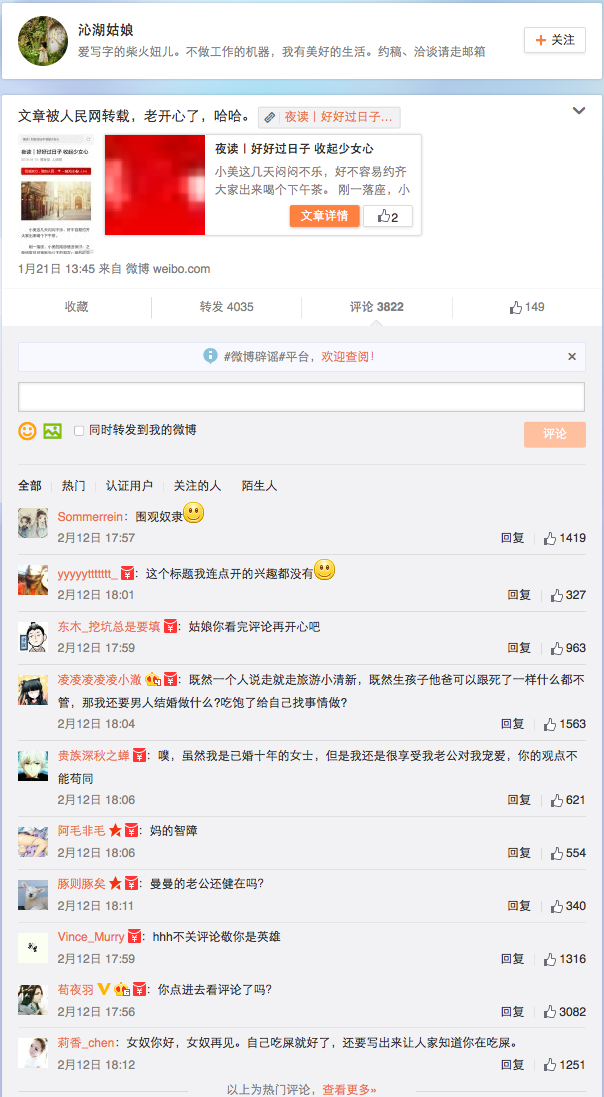 沁湖姑娘
爱写字的柴火妞儿。不做工作的机器，我有美好的生活。约稿、洽谈请走邮箱
+ 关注
文章被人民网转载，老开心了，哈哈。 夜读丨好好过日子...
夜读丨好好过日子 收起少女心
夜读丨好好过日子 收起少女心
小美这几天闷闷不乐，好不容易约齐
大家出来喝个下午茶。 刚一落座，小
文章详情 2
1月21日 13:45 来自 微博 weibo.com
收藏 转发 4035 评论 3822 149
#微博辟谣#平台，欢迎查阅！
同时转发到我的微博 评论
全部 热门 认证用户 关注的人 陌生人
Sommerrein：围观奴隶
2月12日 17:57 回复 1419
yyyyyttttttt_ ：这个标题我连点开的兴趣都没有
2月12日 18:01 回复 327
东木_挖坑总是要填 ：姑娘你看完评论再开心吧
2月12日 17:59 回复 963
凌凌凌凌凌小澈 ：既然一个人说走就走旅游小清新，既然生孩子他爸可以跟死了一样什么都不
管，那我还要男人结婚做什么?吃饱了给自己找事情做?
2月12日 18:04 回复 1563
贵族深秋之蝉 ：噗，虽然我是已婚十年的女士，但是我还是很享受我老公对我宠爱，你的观点不
能苟同
2月12日 18:06 回复 621
阿毛非毛 ：妈的智障
2月12日 18:06 回复 554
豚则豚矣 ：曼曼的老公还健在吗?
2月12日 18:11 回复 340
Vince_Murry ：hhh不关评论敬你是英雄
2月12日 17:59 回复 1316
荀夜羽 ：你点进去看评论了吗?
2月12日 17:56 回复 3082
莉香_chen：女奴你好，女奴再见。自己吃屎就好了，还要写出来让人家知道你在吃屎。
2月12日 18:12 回复 1251
以上为热门评论，查看更多»